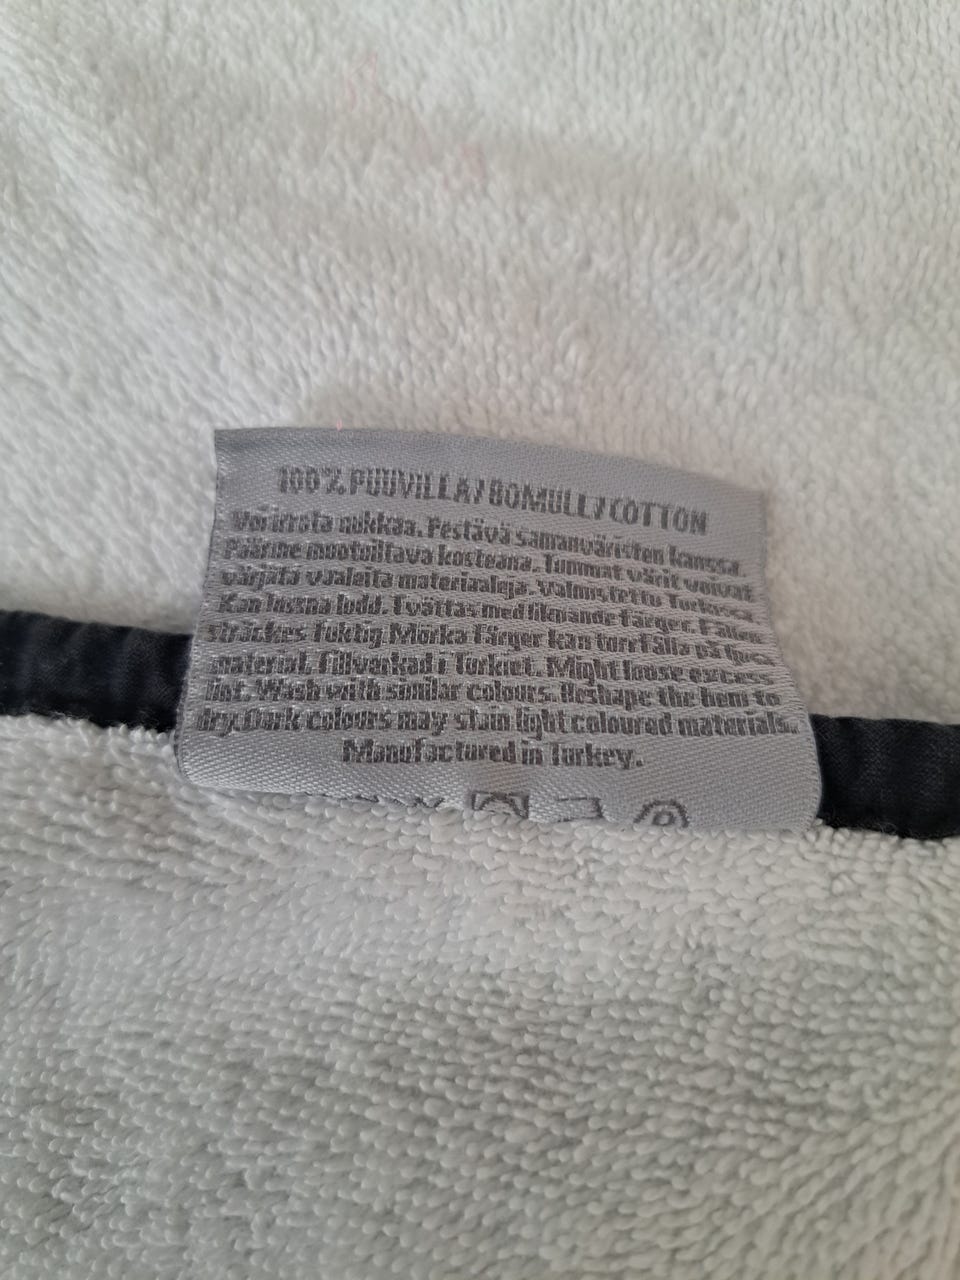 100% PUUVILLA/BOMULL/COTTON
Voi irrota nukkaa. Pestävä samanväristen kanssa.
Päärme muotoiltava kosteana. Tummat värit voivat
värjätä vaaleita materiaaleja. Valmistettu Turkissa.
Kan lossna ludd. Tvättas med liknande färger. Fållen
sträckes fuktig Mörka färger kanturrfälla på ljusa
material. Tillverkad i Turkiet. Might loose excess
lint. Wash with similar colours. Reshape the hem to
dry. Dark colours may stain light coloured materials.
Manufactured in Turkey.